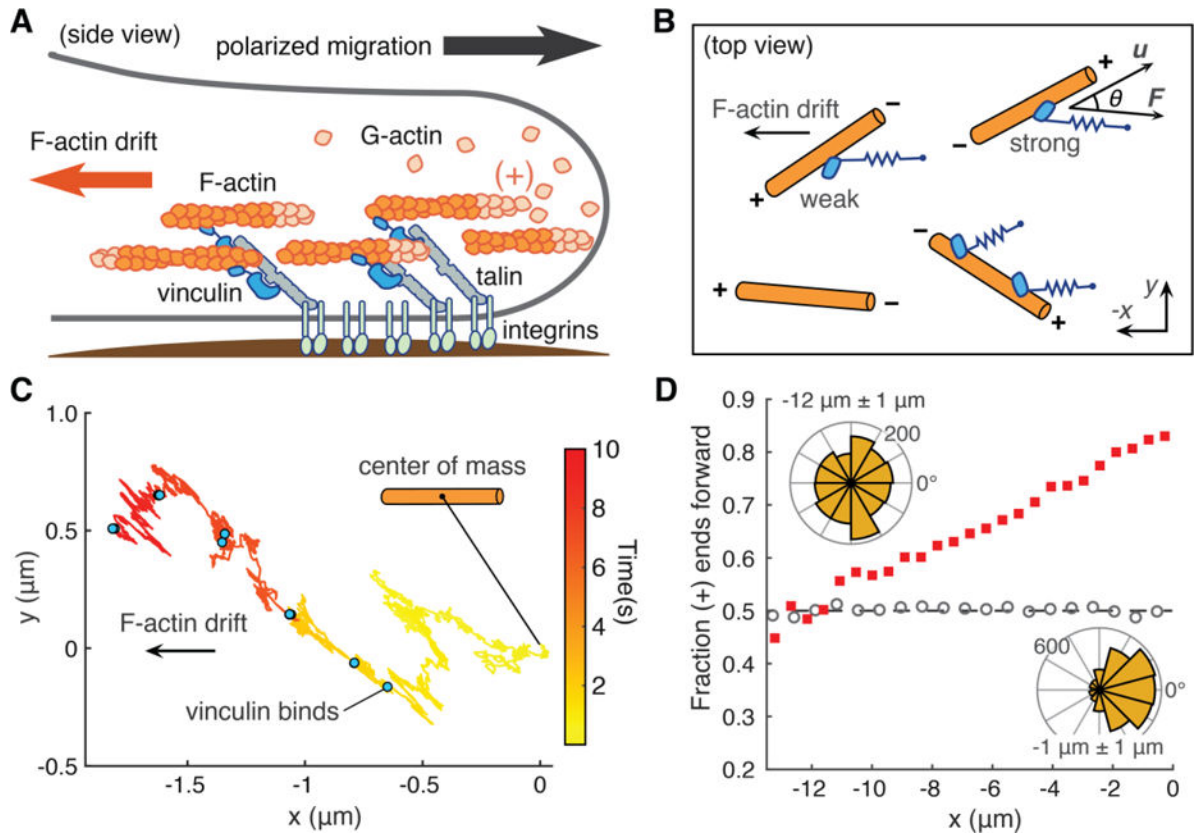 A
(side view)
polarized migration
F-actin drift
G-actin
F-actin
(+)
vinculin
talin
integrins
B
(top view)
F-actin drift
+
u
θ
F
−
strong
−
weak
+
−
+
−
+
y
-x
C
1.0
0.5
0
-0.5
y (μm)
-1.5
-1
-0.5
0
x (μm)
F-actin drift
vinculin binds
center of mass
10
8
6
4
2
Time(s)
D
0.9
0.8
0.7
0.6
0.5
0.4
0.3
0.2
Fraction (+) ends forward
-12 μm ± 1 μm
200
0°
600
0°
-1 μm ± 1 μm
-12
-10
-8
-6
-4
-2
0
x (μm)